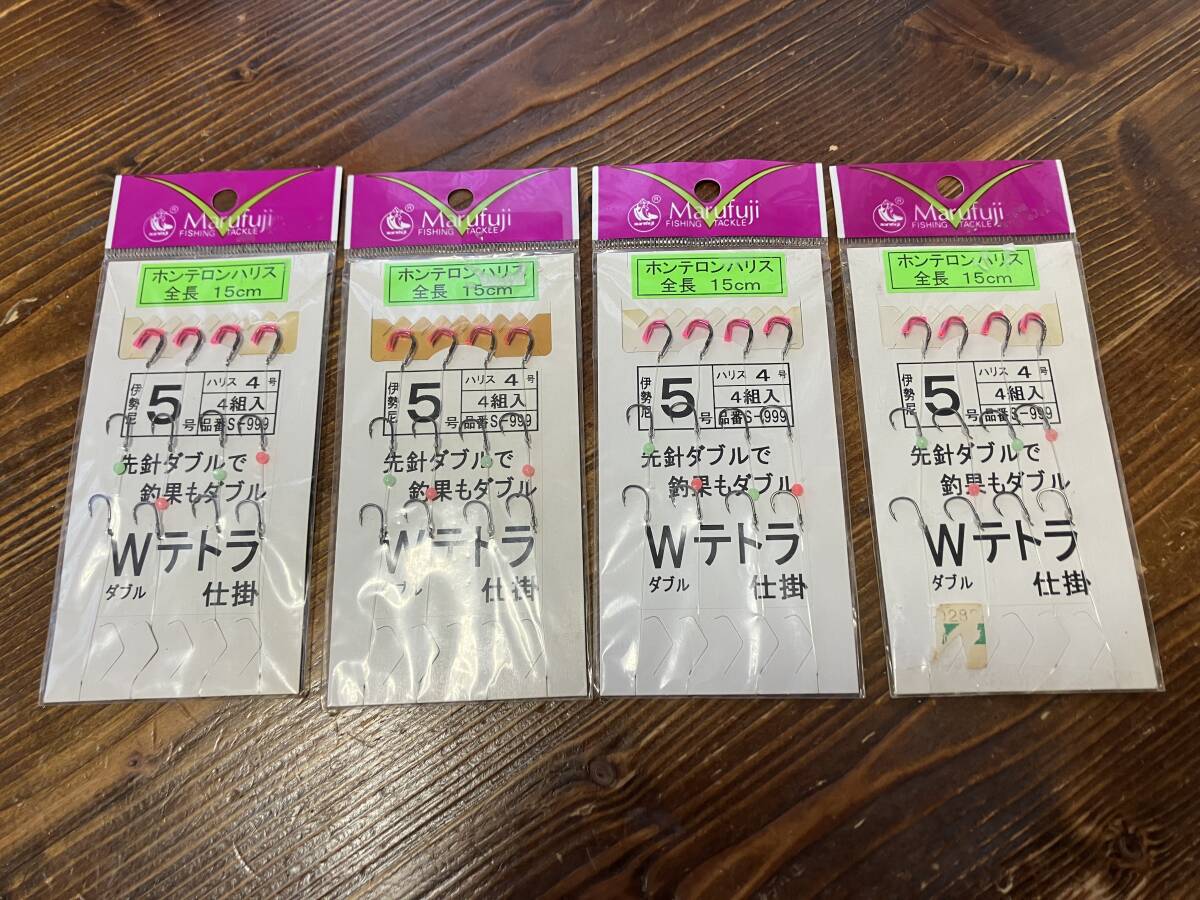 Marufuji
FISHING TACKLE
ホンテロンハリス
全長 15cm
伊勢尼 5 号
ハリス 4 号
4組入
品番S-999
先針ダブルで
釣果もダブル
Wテトラ
ダブル 仕掛
Marufuji
FISHING TACKLE
ホンテロンハリス
全長 15cm
伊勢尼 5 号
ハリス 4 号
4組入
品番S-999
先針ダブルで
釣果もダブル
Wテトラ
ダブル 仕掛
Marufuji
FISHING TACKLE
ホンテロンハリス
全長 15cm
伊勢尼 5 号
ハリス 4 号
4組入
品番S-999
先針ダブルで
釣果もダブル
Wテトラ
ダブル 仕掛
Marufuji
FISHING TACKLE
ホンテロンハリス
全長 15cm
伊勢尼 5 号
ハリス 4 号
4組入
品番S-999
先針ダブルで
釣果もダブル
Wテトラ
ダブル 仕掛